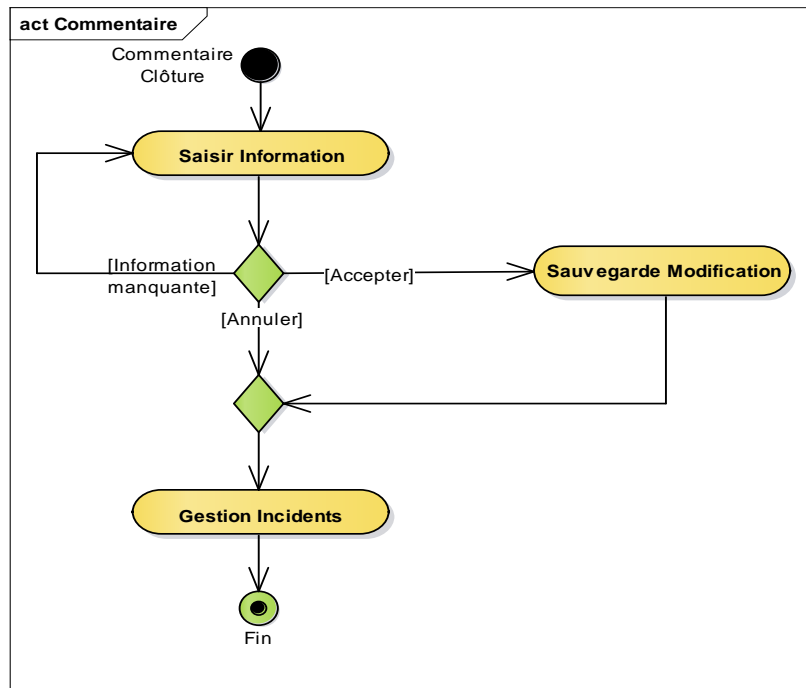 act Commentaire
Commentaire
Clôture
Saisir Information
[Information
manquante]
[Accepter]
Sauvegarde Modification
[Annuler]
Gestion Incidents
Fin